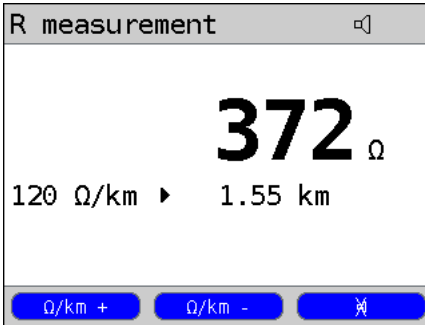 R measurement
372 Ω
120 Ω/km ▸ 1.55 km
Ω/km + Ω/km -